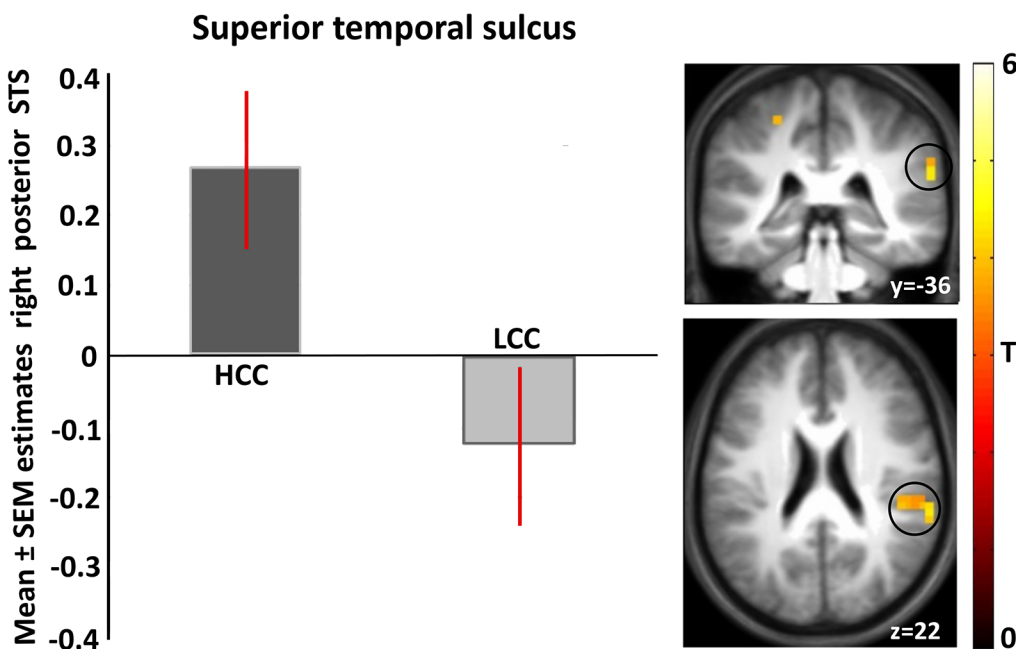 Superior temporal sulcus
Mean ± SEM estimates right posterior STS
0.4
0.3
0.2
0.1
0
-0.1
-0.2
-0.3
-0.4
HCC
LCC
y=-36
z=22
6
T
0